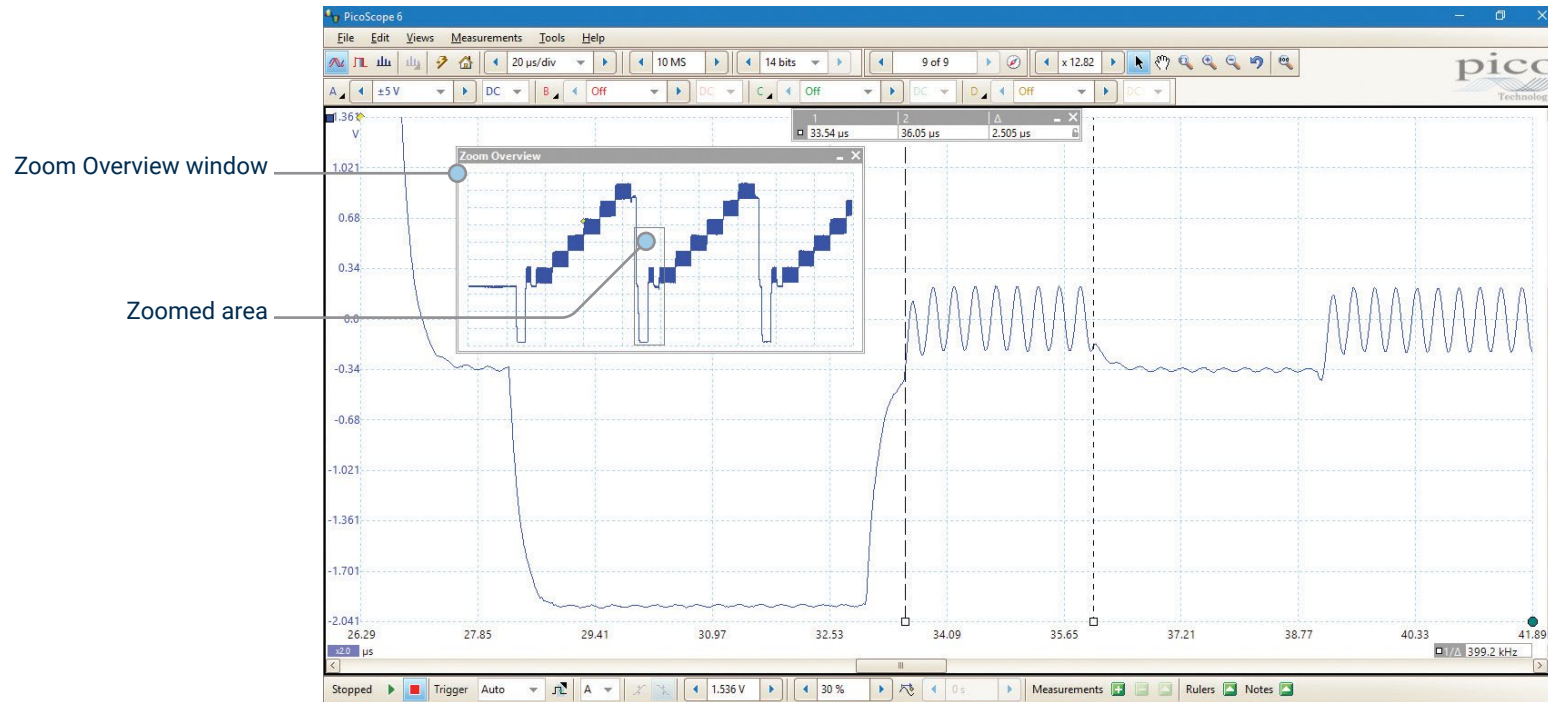 PicoScope 6
File Edit Views Measurements Tools Help
20 µs/div 10 MS 14 bits 9 of 9 x 12.82
pico
Technolog
A ±5 V DC B Off DC C Off DC D Off DC
1 2 Δ
33.54 µs 36.05 µs 2.505 µs
1.361
V
Zoom Overview window
Zoom Overview
1.021
0.68
0.34
Zoomed area
0.0
-0.34
-0.68
-1.021
-1.361
-1.701
-2.041
26.29 27.85 29.41 30.97 32.53 34.09 35.65 37.21 38.77 40.33 41.89
x2.0 µs
1/Δ 399.2 kHz
Stopped Trigger Auto A 1.536 V 30 % 0 s Measurements Rulers Notes